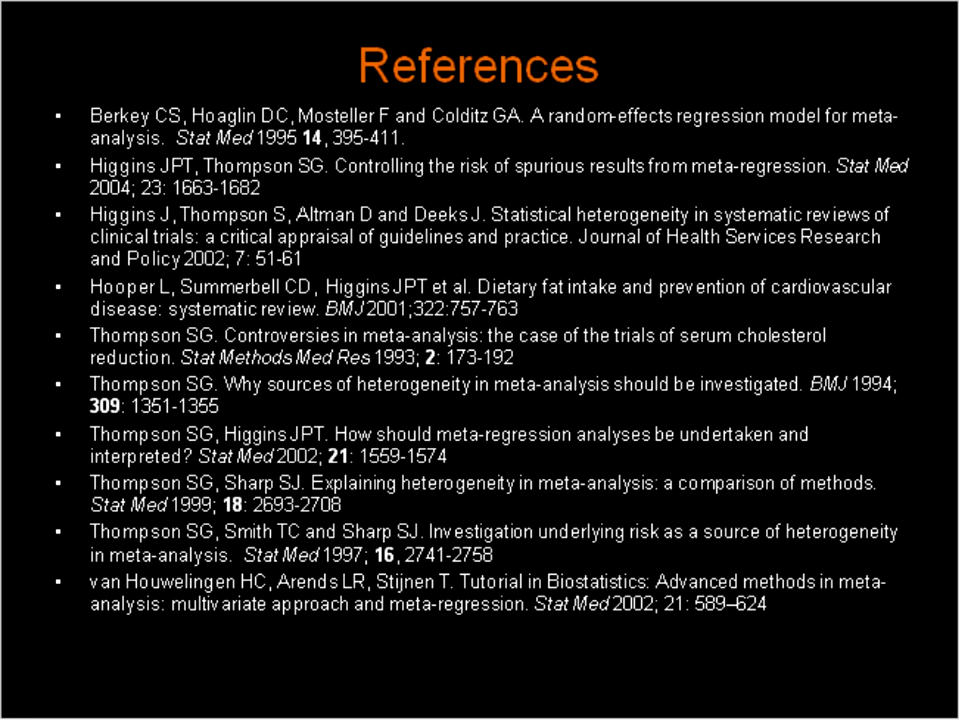 References
• Berkey CS, Hoaglin DC, Mosteller F and Colditz GA. A random-effects regression model for meta-
analysis. Stat Med 1995 14, 395-411.
• Higgins JPT, Thompson SG. Controlling the risk of spurious results from meta-regression. Stat Med
2004; 23: 1663-1682
• Higgins J, Thompson S, Altman D and Deeks J. Statistical heterogeneity in systematic reviews of
clinical trials: a critical appraisal of guidelines and practice. Journal of Health Services Research
and Policy 2002; 7: 51-61
• Hooper L, Summerbell CD, Higgins JPT et al. Dietary fat intake and prevention of cardiovascular
disease: systematic review. BMJ 2001;322:757-763
• Thompson SG. Controversies in meta-analysis: the case of the trials of serum cholesterol
reduction. Stat Methods Med Res 1993; 2: 173-192
• Thompson SG. Why sources of heterogeneity in meta-analysis should be investigated. BMJ 1994;
309: 1351-1355
• Thompson SG, Higgins JPT. How should meta-regression analyses be undertaken and
interpreted? Stat Med 2002; 21: 1559-1574
• Thompson SG, Sharp SJ. Explaining heterogeneity in meta-analysis: a comparison of methods.
Stat Med 1999; 18: 2693-2708
• Thompson SG, Smith TC and Sharp SJ. Investigation underlying risk as a source of heterogeneity
in meta-analysis. Stat Med 1997; 16, 2741-2758
• van Houwelingen HC, Arends LR, Stijnen T. Tutorial in Biostatistics: Advanced methods in meta-
analysis: multivariate approach and meta-regression. Stat Med 2002; 21: 589–624